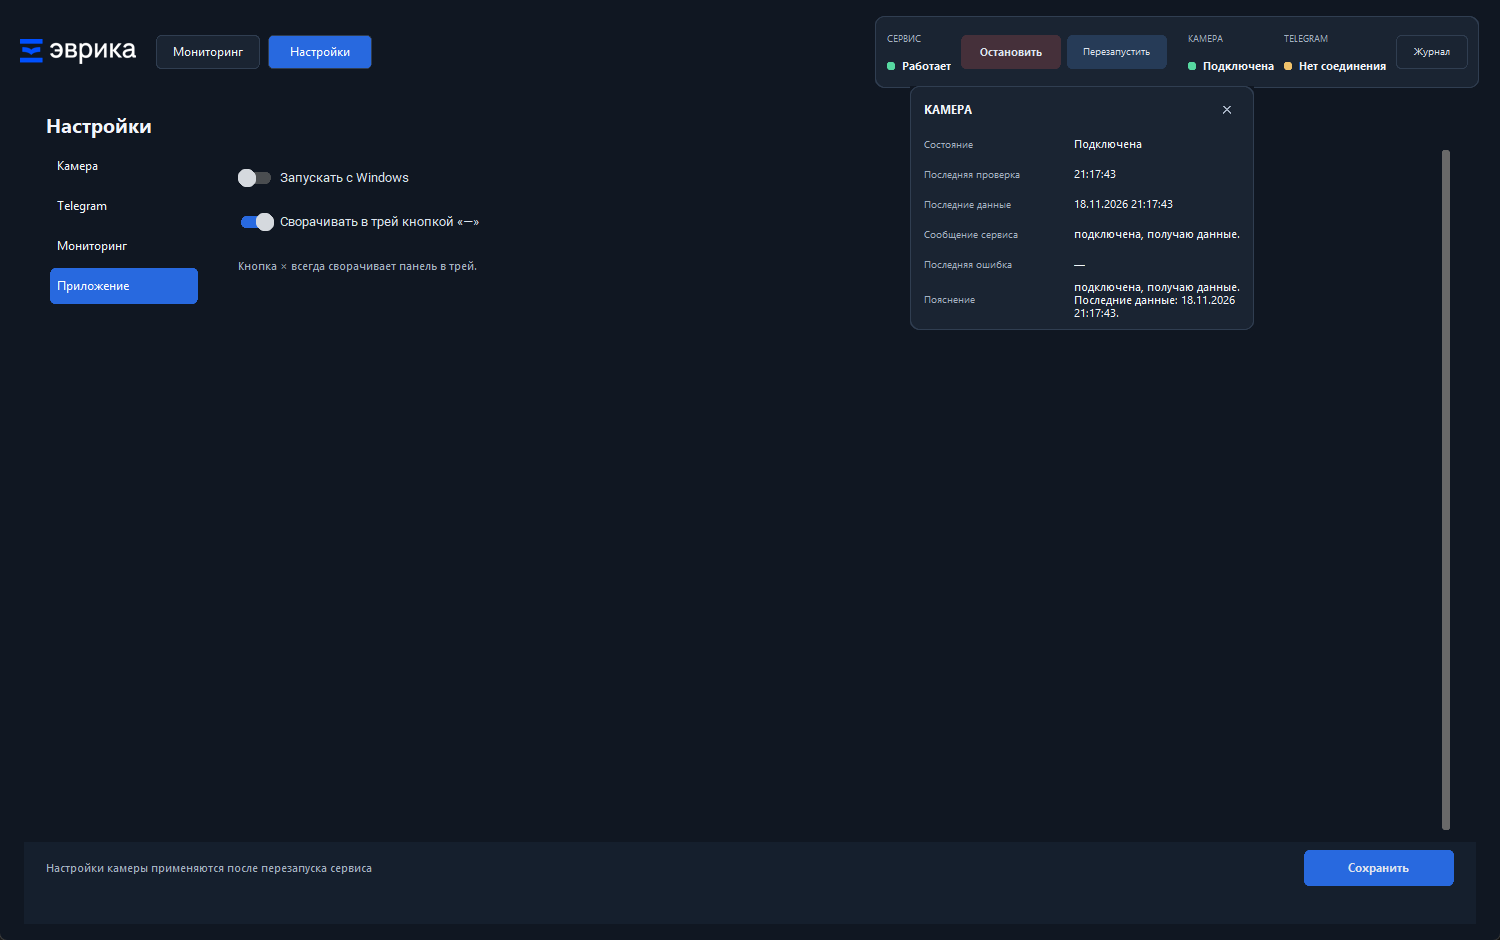 эврика
Мониторинг
Настройки
СЕРВИС
Работает
Остановить
Перезапустить
КАМЕРА
Подключена
TELEGRAM
Нет соединения
Журнал
Настройки
Камера
Telegram
Мониторинг
Приложение
Запускать с Windows
Сворачивать в трей кнопкой «—»
Кнопка × всегда сворачивает панель в трей.
КАМЕРА ×
Состояние Подключена
Последняя проверка 21:17:43
Последние данные 18.11.2026 21:17:43
Сообщение сервиса подключена, получаю данные.
Последняя ошибка —
Пояснение
подключена, получаю данные.
Последние данные: 18.11.2026
21:17:43.
Настройки камеры применяются после перезапуска сервиса
Сохранить